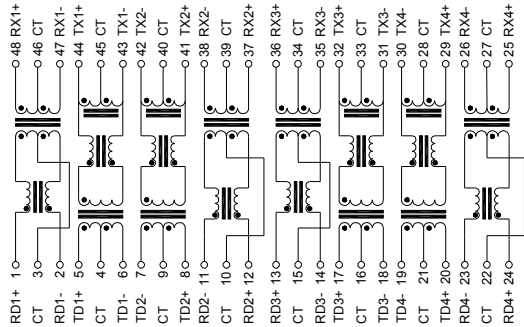 48 RX1+
46 CT
47 RX1-
44 TX1+
45 CT
43 TX1-
42 TX2-
40 CT
41 TX2+
38 RX2-
39 CT
37 RX2+
36 RX3+
34 CT
35 RX3-
32 TX3+
33 CT
31 TX3-
30 TX4-
28 CT
29 TX4+
26 RX4-
27 CT
25 RX4+
RD1+ 1
CT 3
RD1- 2
TD1+ 5
CT 4
TD1- 6
TD2- 7
CT 9
TD2+ 8
RD2- 11
CT 10
RD2+ 12
RD3+ 13
CT 15
RD3- 14
TD3+ 17
CT 16
TD3- 18
TD4- 19
CT 21
TD4+ 20
RD4- 23
CT 22
RD4+ 24